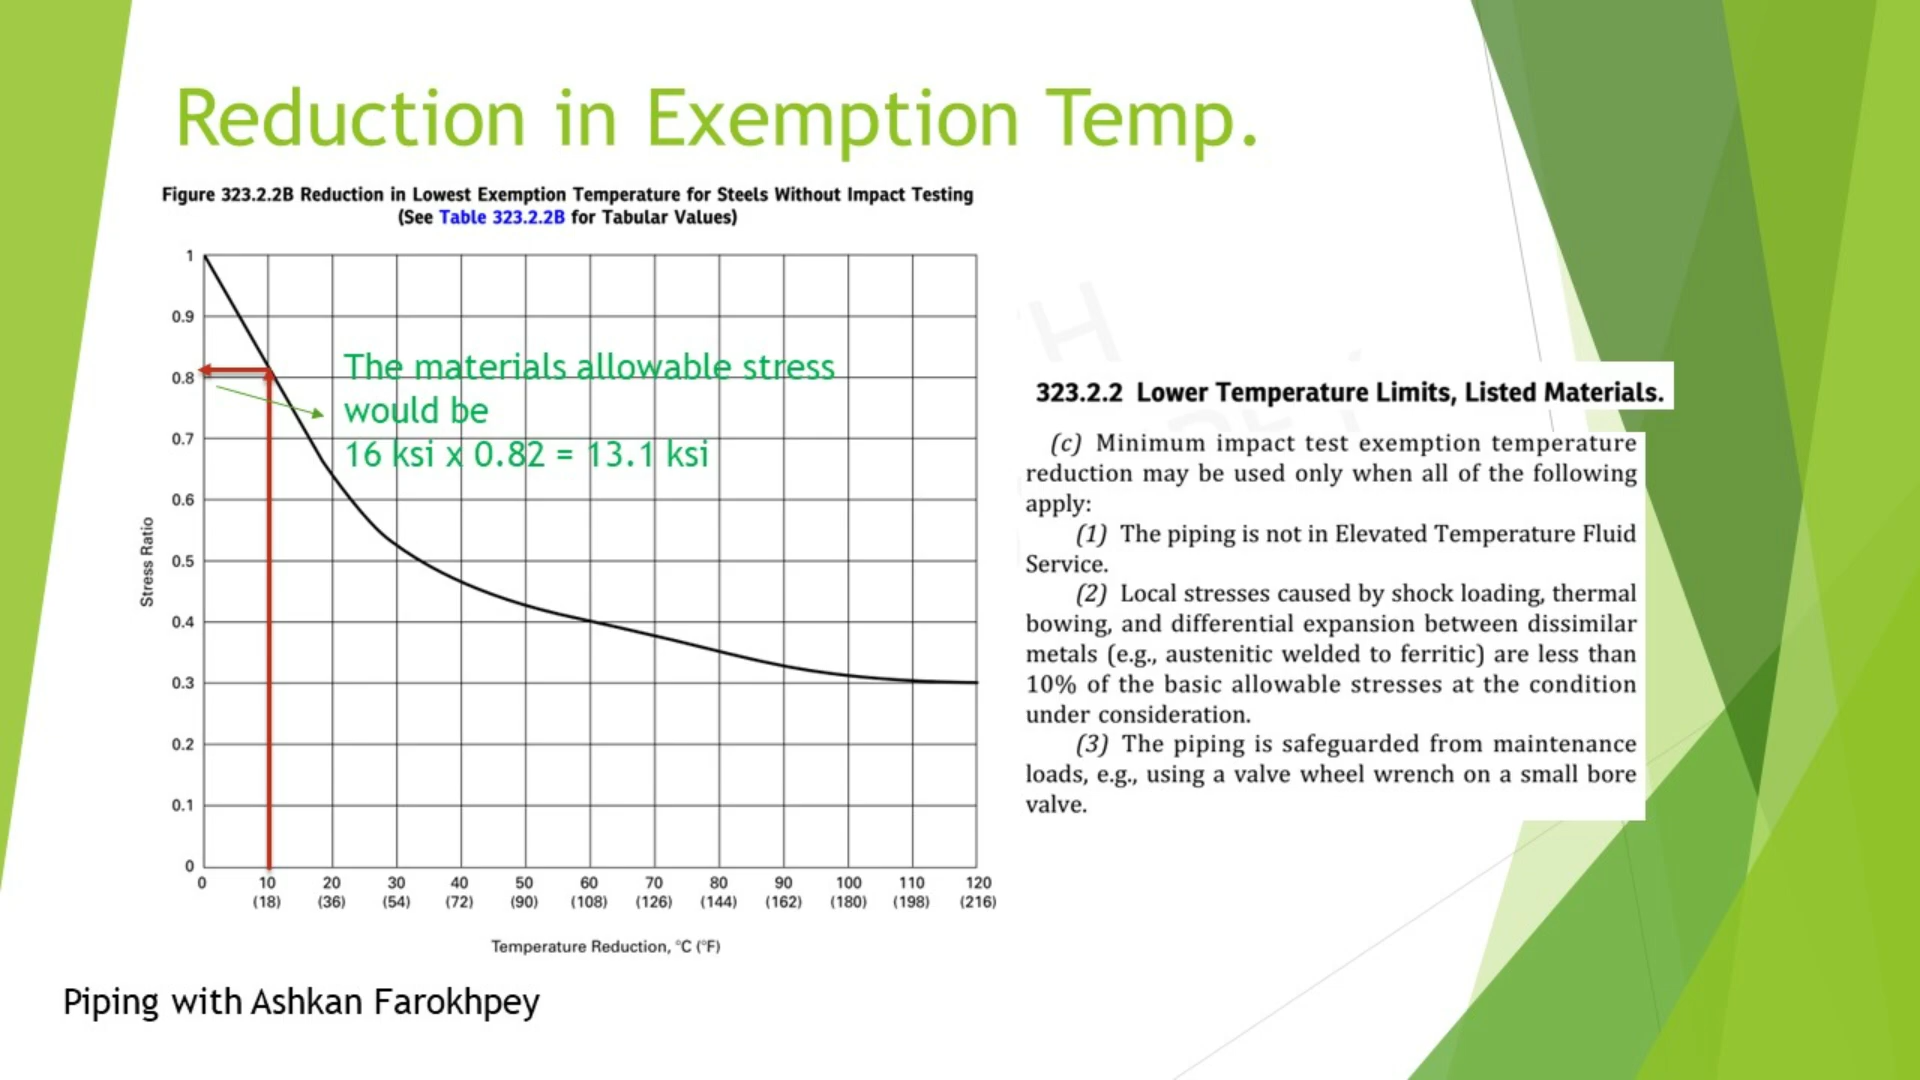 Reduction in Exemption Temp.
Figure 323.2.2B Reduction in Lowest Exemption Temperature for Steels Without Impact Testing
(See Table 323.2.2B for Tabular Values)
1
0.9
0.8
0.7
0.6
0.5
0.4
0.3
0.2
0.1
0
Stress Ratio
The materials allowable stress
would be
16 ksi x 0.82 = 13.1 ksi
0 10 20 30 40 50 60 70 80 90 100 110 120
(18) (36) (54) (72) (90) (108) (126) (144) (162) (180) (198) (216)
Temperature Reduction, °C (°F)
323.2.2 Lower Temperature Limits, Listed Materials.
(c) Minimum impact test exemption temperature
reduction may be used only when all of the following
apply:
(1) The piping is not in Elevated Temperature Fluid
Service.
(2) Local stresses caused by shock loading, thermal
bowing, and differential expansion between dissimilar
metals (e.g., austenitic welded to ferritic) are less than
10% of the basic allowable stresses at the condition
under consideration.
(3) The piping is safeguarded from maintenance
loads, e.g., using a valve wheel wrench on a small bore
valve.
Piping with Ashkan Farokhpey